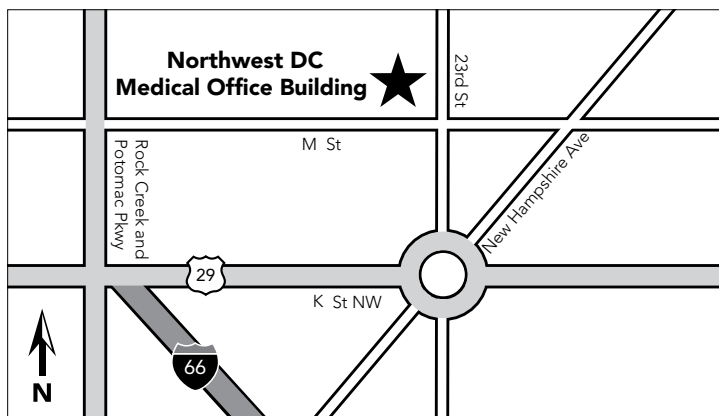 Northwest DC
Medical Office Building
23rd St
M St
Rock Creek and
Potomac Pkwy
New Hampshire Ave
29
K St NW
66
N